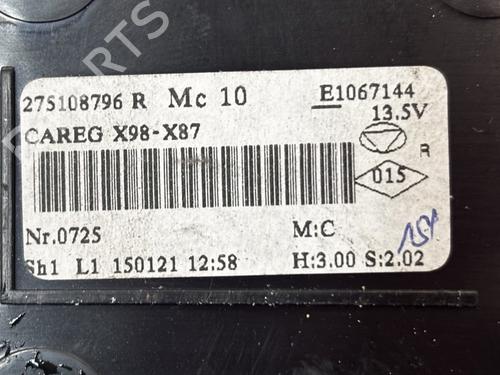 PARTS
275108796 R Mc 10 E1067144
13.5V
CAREG X98-X87
R
015
Nr.0725 M:C
Sh1 L1 150121 12:58 H:3.00 S:2.02